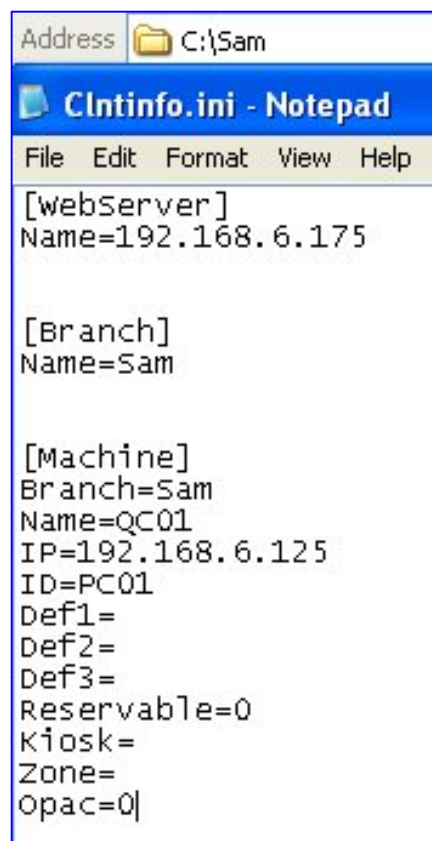 Address C:\Sam
Clntinfo.ini - Notepad
File Edit Format View Help
[WebServer]
Name=192.168.6.175
[Branch]
Name=Sam
[Machine]
Branch=Sam
Name=QC01
IP=192.168.6.125
ID=PC01
Def1=
Def2=
Def3=
Reservable=0
Kiosk=
Zone=
Opac=0